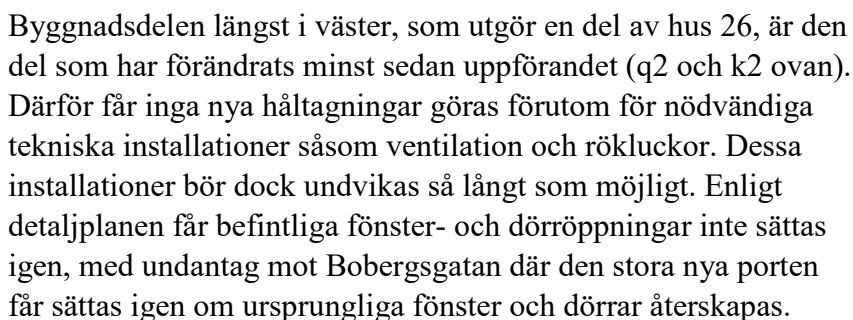 Byggnadsdelen längst i väster, som utgör en del av hus 26, är den
del som har förändrats minst sedan uppförandet (q2 och k2 ovan).
Därför får inga nya håltagningar göras förutom för nödvändiga
tekniska installationer såsom ventilation och rökluckor. Dessa
installationer bör dock undvikas så långt som möjligt. Enligt
detaljplanen får befintliga fönster- och dörröppningar inte sättas
igen, med undantag mot Bobergsgatan där den stora nya porten
får sättas igen om ursprungliga fönster och dörrar återskapas.